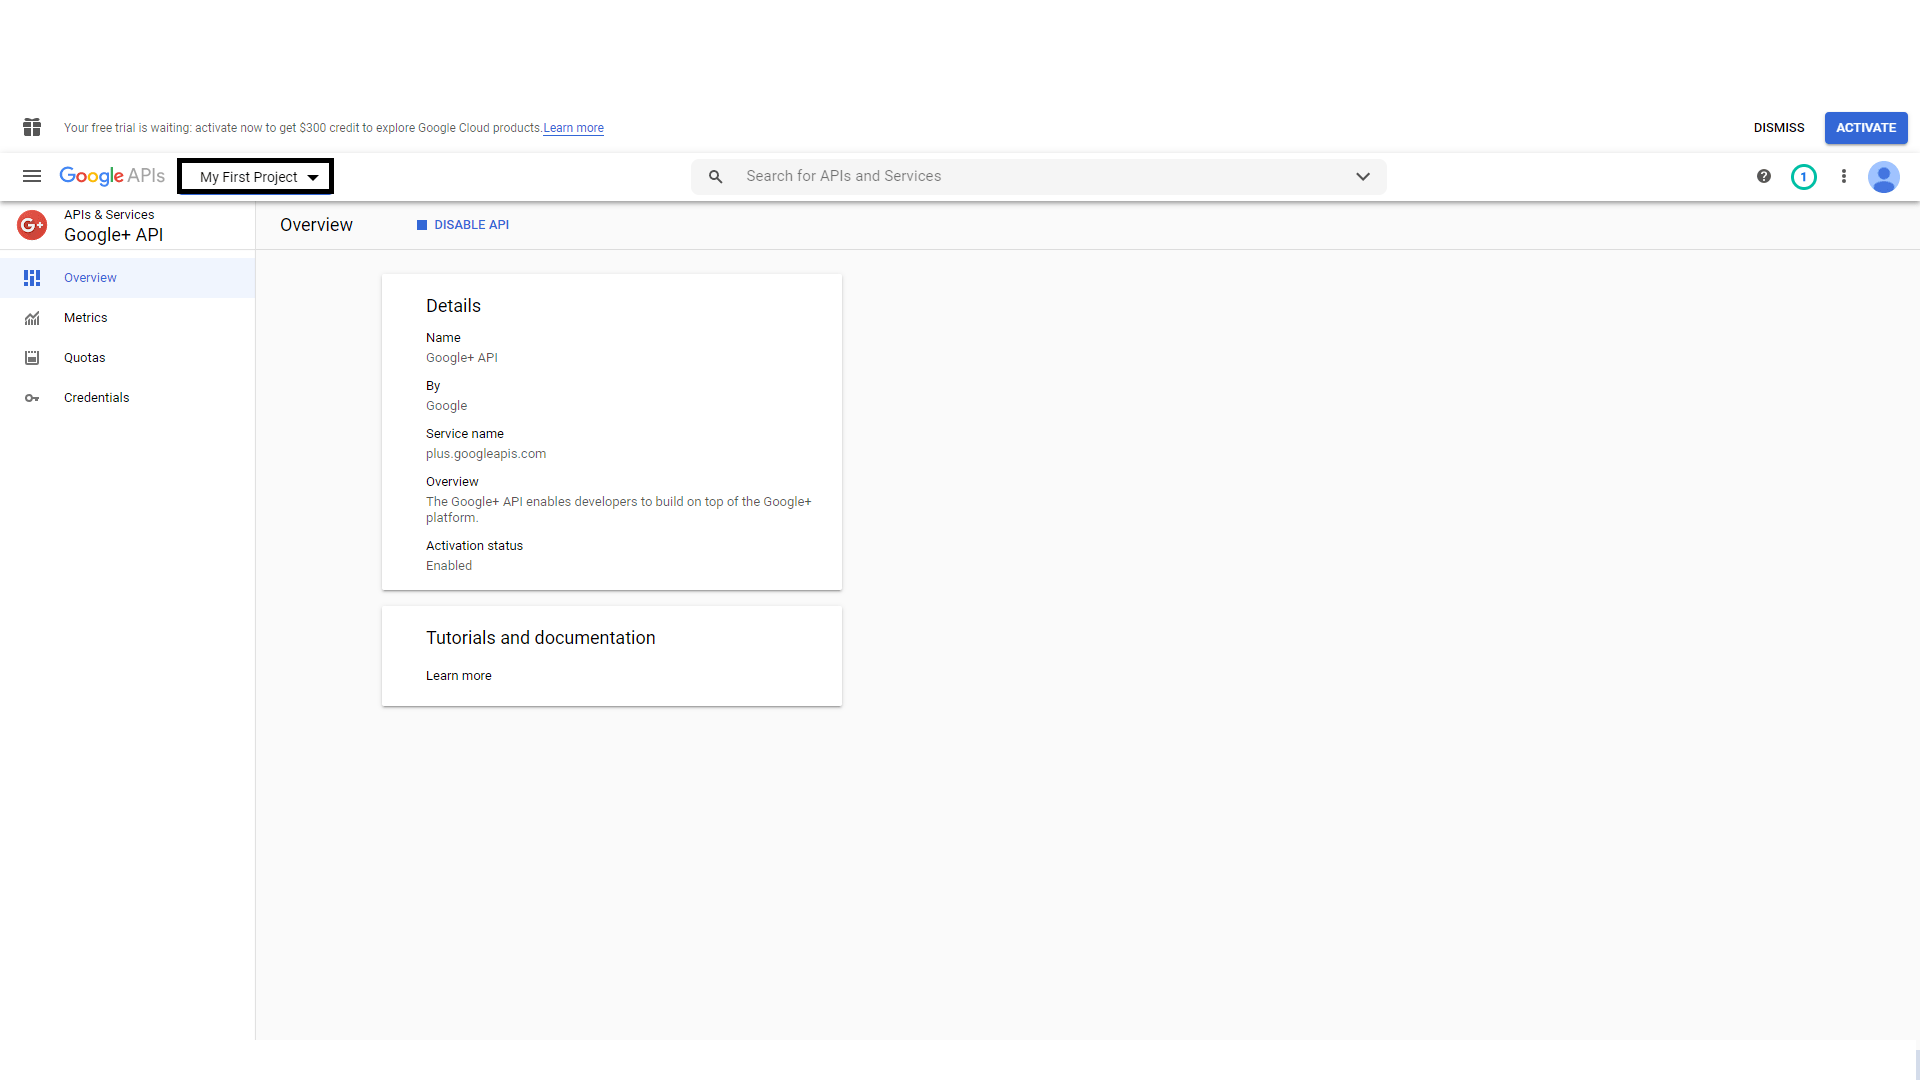 Your free trial is waiting: activate now to get $300 credit to explore Google Cloud products. Learn more
DISMISS
ACTIVATE
Google APIs
My First Project
Search for APIs and Services
1
APIs & Services
Google+ API
Overview
DISABLE API
Overview
Metrics
Quotas
Credentials
Details
Name
Google+ API
By
Google
Service name
plus.googleapis.com
Overview
The Google+ API enables developers to build on top of the Google+
platform.
Activation status
Enabled
Tutorials and documentation
Learn more